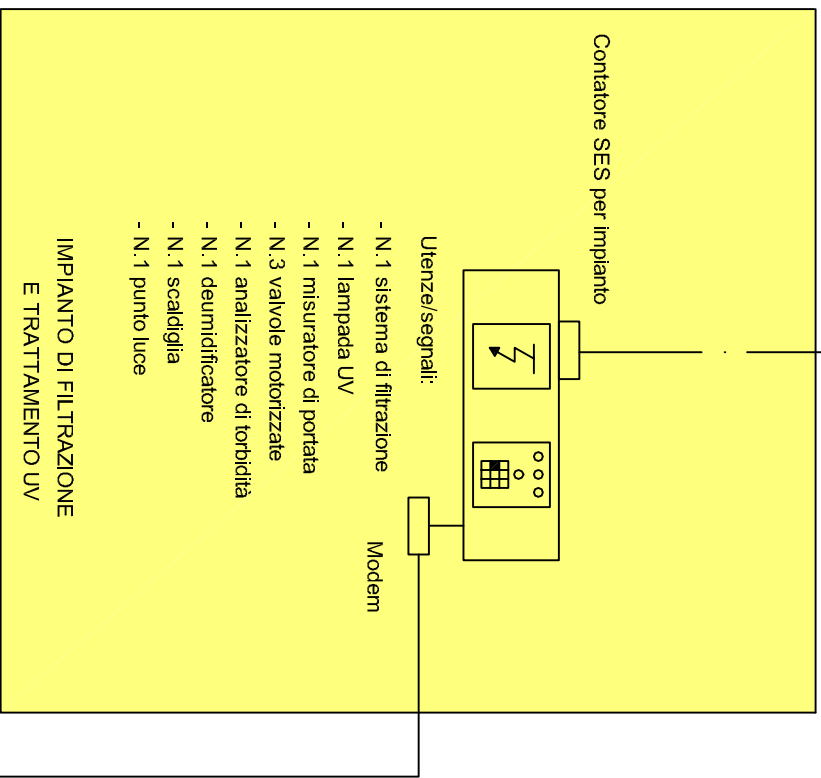 Contatore SES per impianto
Utenze/segnali:
- N.1 sistema di filtrazione
- N.1 lampada UV
- N.1 misuratore di portata
- N.3 valvole motorizzate
- N.1 analizzatore di torbidità
- N.1 deumidificatore
- N.1 scaldiglia
- N.1 punto luce
Modem
IMPIANTO DI FILTRAZIONE
E TRATTAMENTO UV